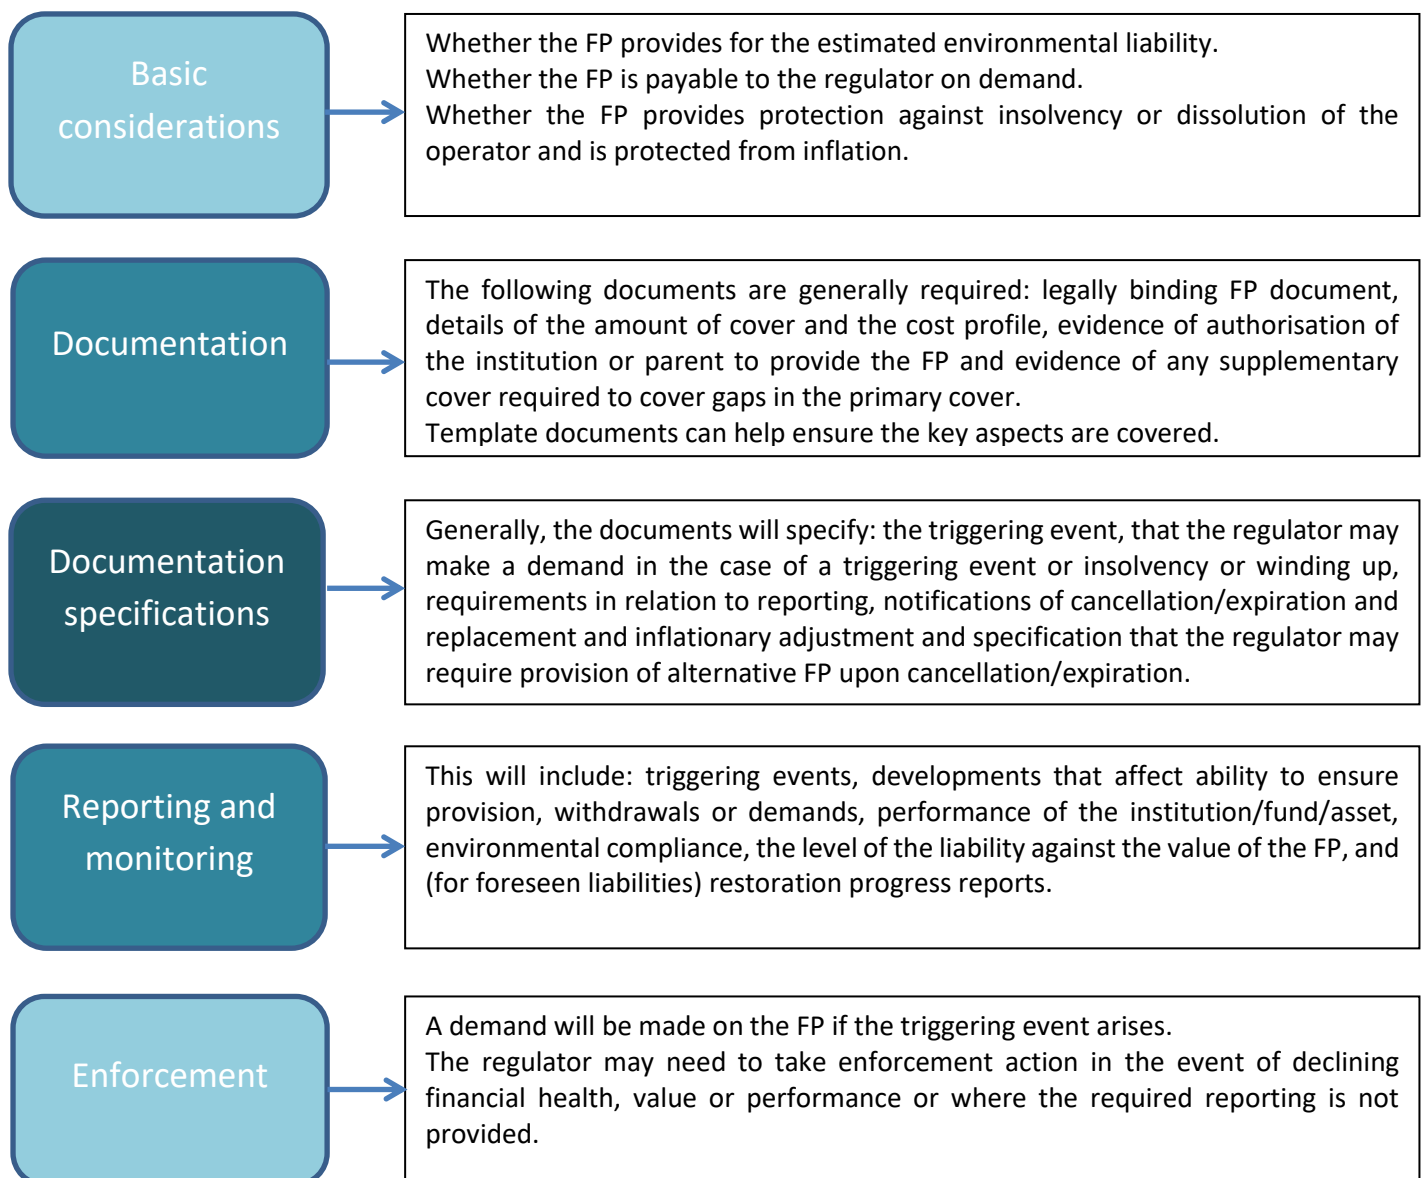 Basic
considerations
Whether the FP provides for the estimated environmental liability.
Whether the FP is payable to the regulator on demand.
Whether the FP provides protection against insolvency or dissolution of the
operator and is protected from inflation.
Documentation
The following documents are generally required: legally binding FP document,
details of the amount of cover and the cost profile, evidence of authorisation of
the institution or parent to provide the FP and evidence of any supplementary
cover required to cover gaps in the primary cover.
Template documents can help ensure the key aspects are covered.
Documentation
specifications
Generally, the documents will specify: the triggering event, that the regulator may
make a demand in the case of a triggering event or insolvency or winding up,
requirements in relation to reporting, notifications of cancellation/expiration and
replacement and inflationary adjustment and specification that the regulator may
require provision of alternative FP upon cancellation/expiration.
Reporting and
monitoring
This will include: triggering events, developments that affect ability to ensure
provision, withdrawals or demands, performance of the institution/fund/asset,
environmental compliance, the level of the liability against the value of the FP, and
(for foreseen liabilities) restoration progress reports.
Enforcement
A demand will be made on the FP if the triggering event arises.
The regulator may need to take enforcement action in the event of declining
financial health, value or performance or where the required reporting is not
provided.